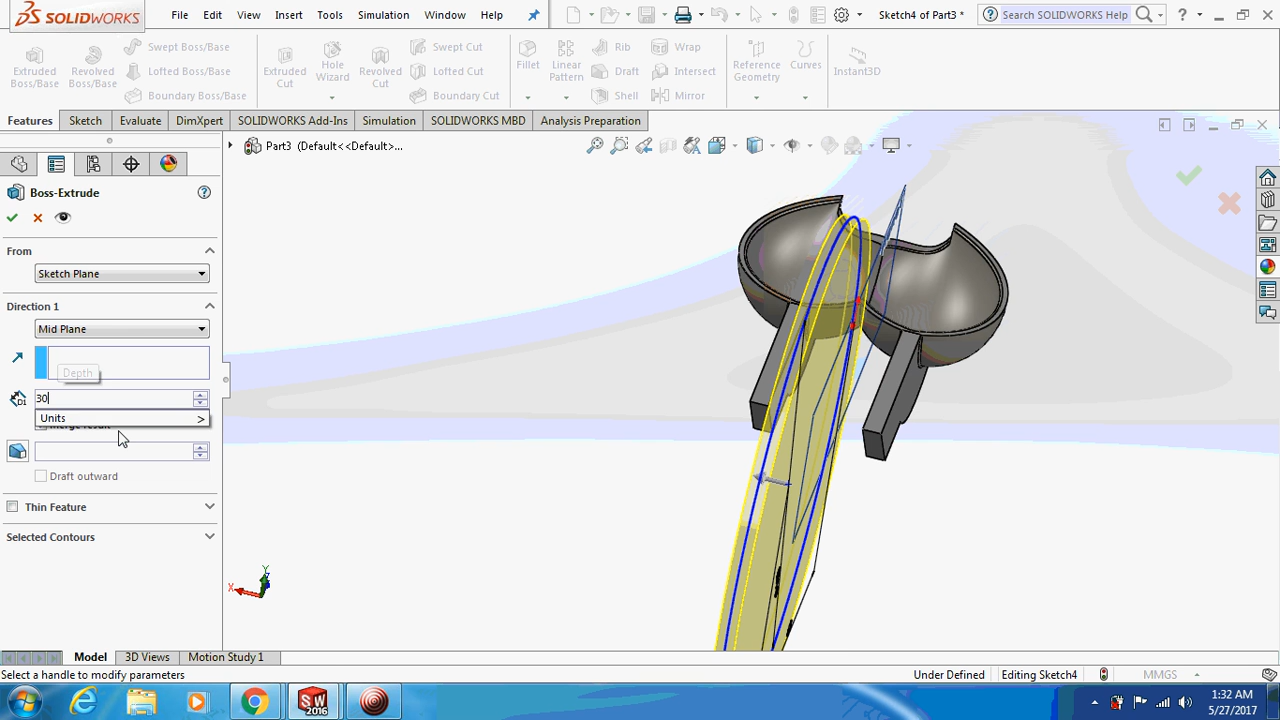 SOLIDWORKS File Edit View Insert Tools Simulation Window Help Sketch4 of Part3 * Search SOLIDWORKS Help ?
Extruded Boss/Base
Revolved Boss/Base
Swept Boss/Base
Lofted Boss/Base
Boundary Boss/Base
Extruded Cut
Hole Wizard
Revolved Cut
Swept Cut
Lofted Cut
Boundary Cut
Fillet
Linear Pattern
Rib
Draft
Shell
Wrap
Intersect
Mirror
Reference Geometry
Curves
Instant3D
Features Sketch Evaluate DimXpert SOLIDWORKS Add-Ins Simulation SOLIDWORKS MBD Analysis Preparation
Part3 (Default<<Default>...
Boss-Extrude
From
Sketch Plane
Direction 1
Mid Plane
Depth
D1 30
Units >
Merge result
Draft outward
Thin Feature
Selected Contours
Y
X
Model 3D Views Motion Study 1
Select a handle to modify parameters Under Defined Editing Sketch4 MMGS
SW 2016
1:32 AM
5/27/2017